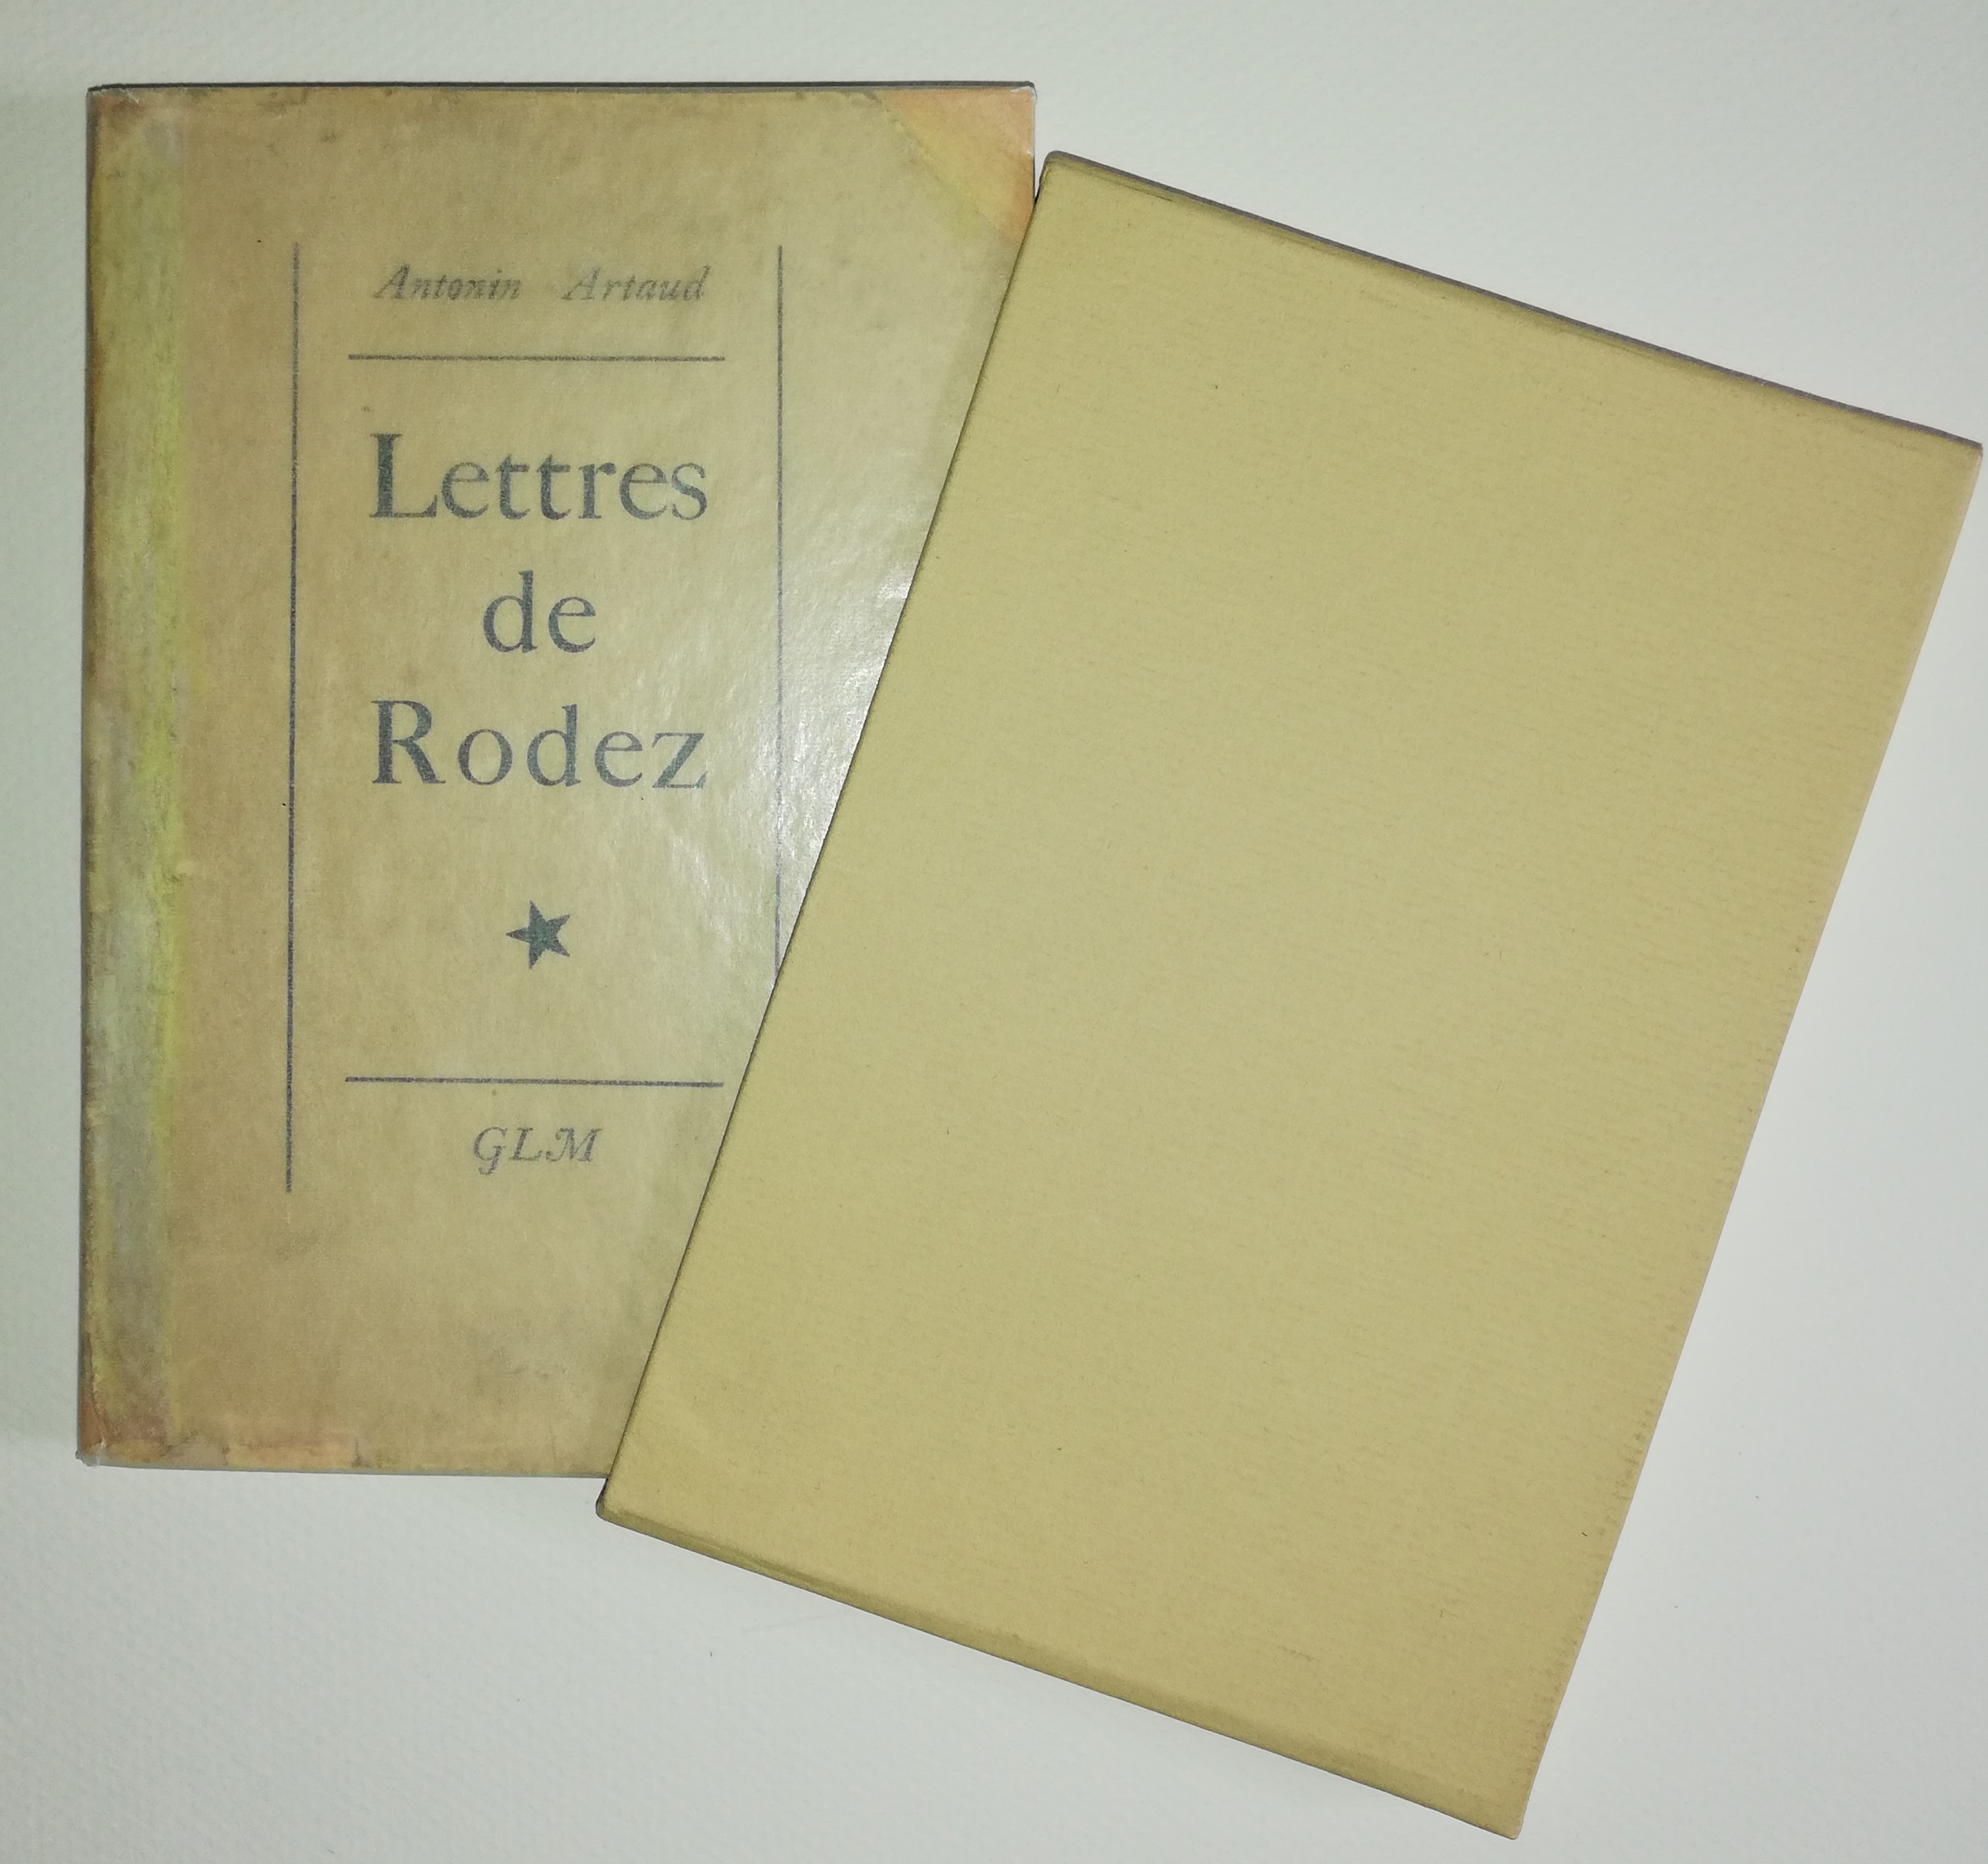 Antonin Artaud
Lettres
de
Rodez
GLM